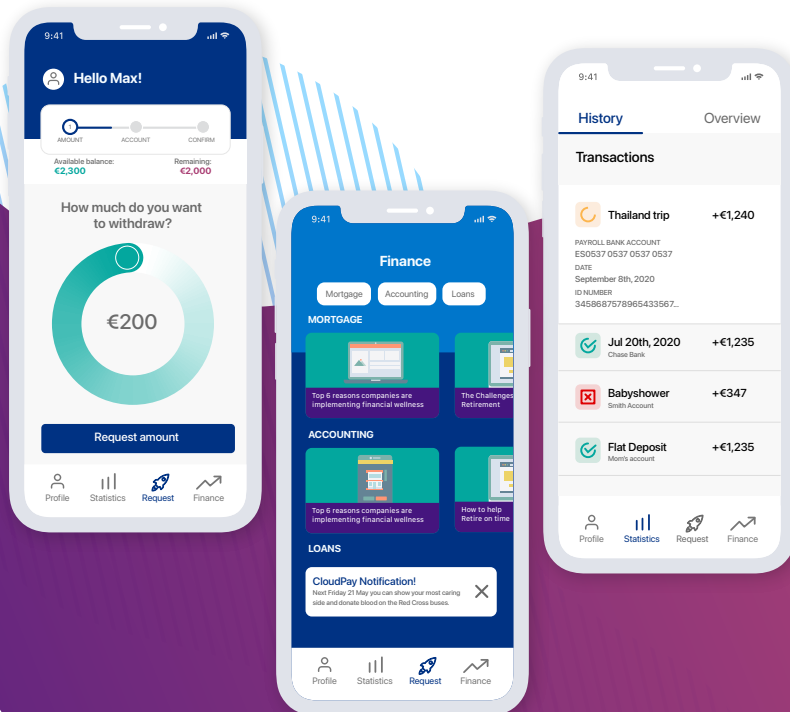 9:41
Hello Max!
1
AMOUNT
ACCOUNT
CONFIRM
Available balance:
Remaining:
€2,300
€2,000
How much do you want
to withdraw?
€200
Request amount
Profile
Statistics
Request
Finance
9:41
Finance
Mortgage
Accounting
Loans
MORTGAGE
Top 6 reasons companies are
implementing financial wellness
The Challenges
Retirement
ACCOUNTING
Top 6 reasons companies are
implementing financial wellness
How to help
Retire on time
LOANS
CloudPay Notification!
Next Friday 21 May you can show your most caring
side and donate blood on the Red Cross buses.
Profile
Statistics
Request
Finance
9:41
History
Overview
Transactions
Thailand trip
+€1,240
PAYROLL BANK ACCOUNT
ES0537 0537 0537 0537
DATE
September 8th, 2020
ID NUMBER
3458687578965433567...
Jul 20th, 2020
+€1,235
Chase Bank
Babyshower
+€347
Smith Account
Flat Deposit
+€1,235
Mom's account
Profile
Statistics
Request
Finance